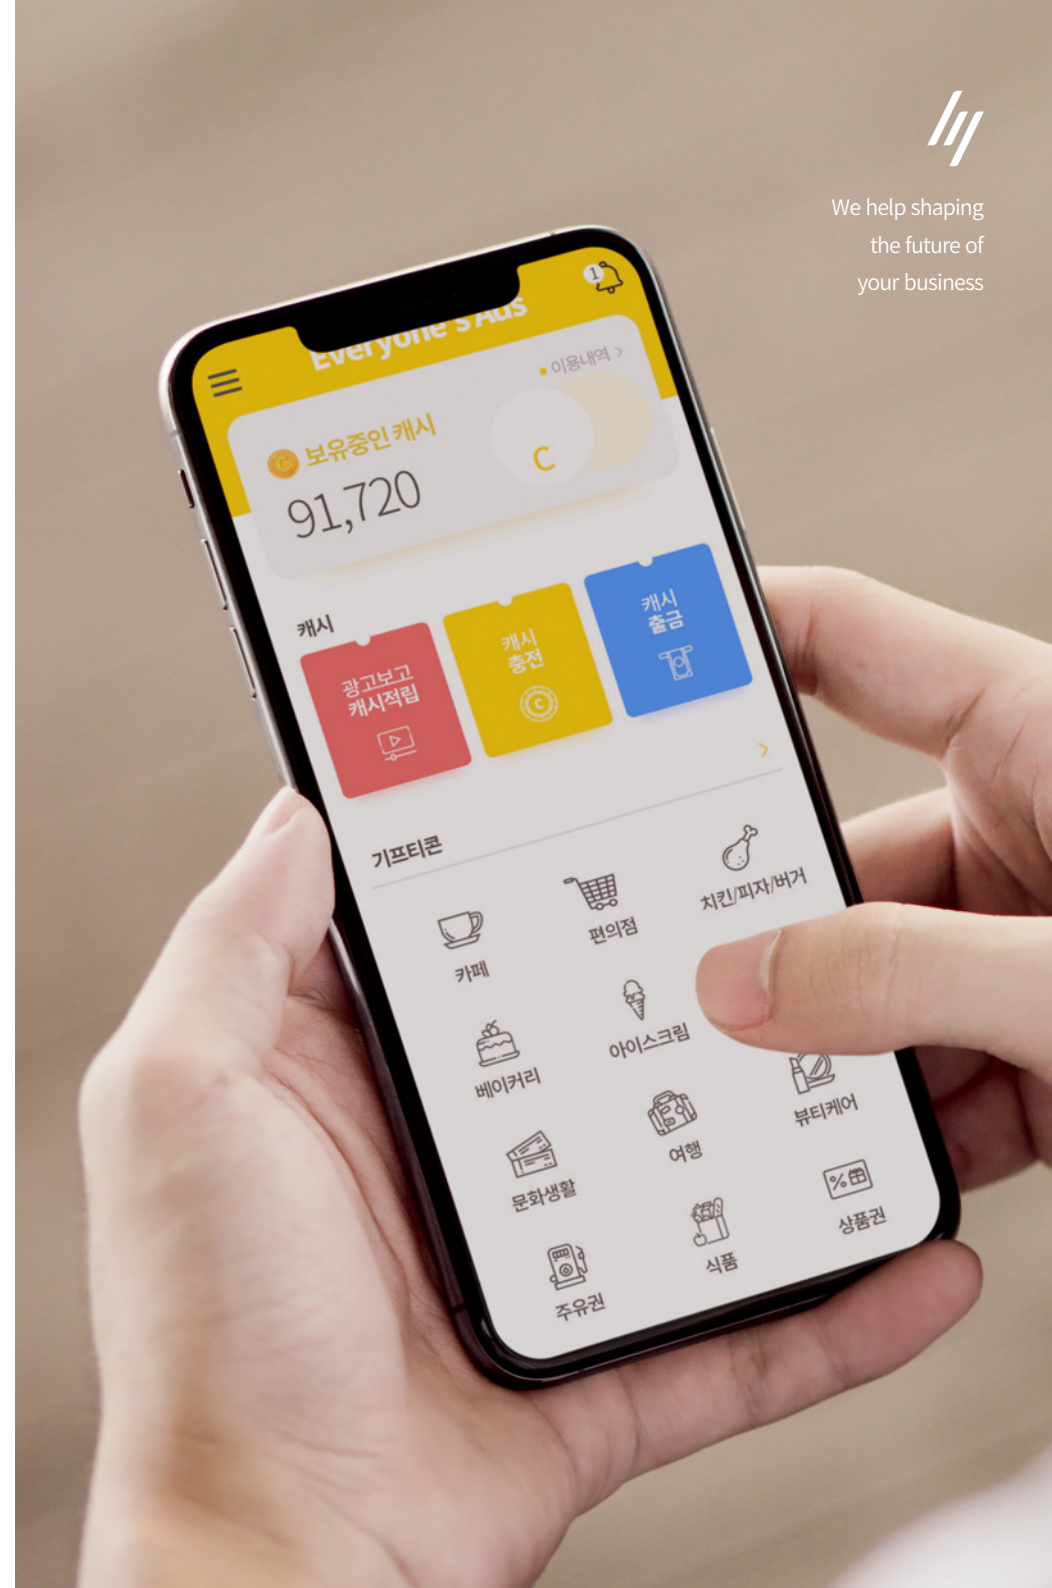 We help shaping
the future of
your business
1
Everyone's Ads
이용내역 >
보유중인 캐시
91,720
C
캐시
광고보고
캐시적립
캐시
충전
C
캐시
출금
>
기프티콘
카페
편의점
치킨/피자/버거
베이커리
아이스크림
뷰티케어
문화생활
여행
상품권
주유권
식품